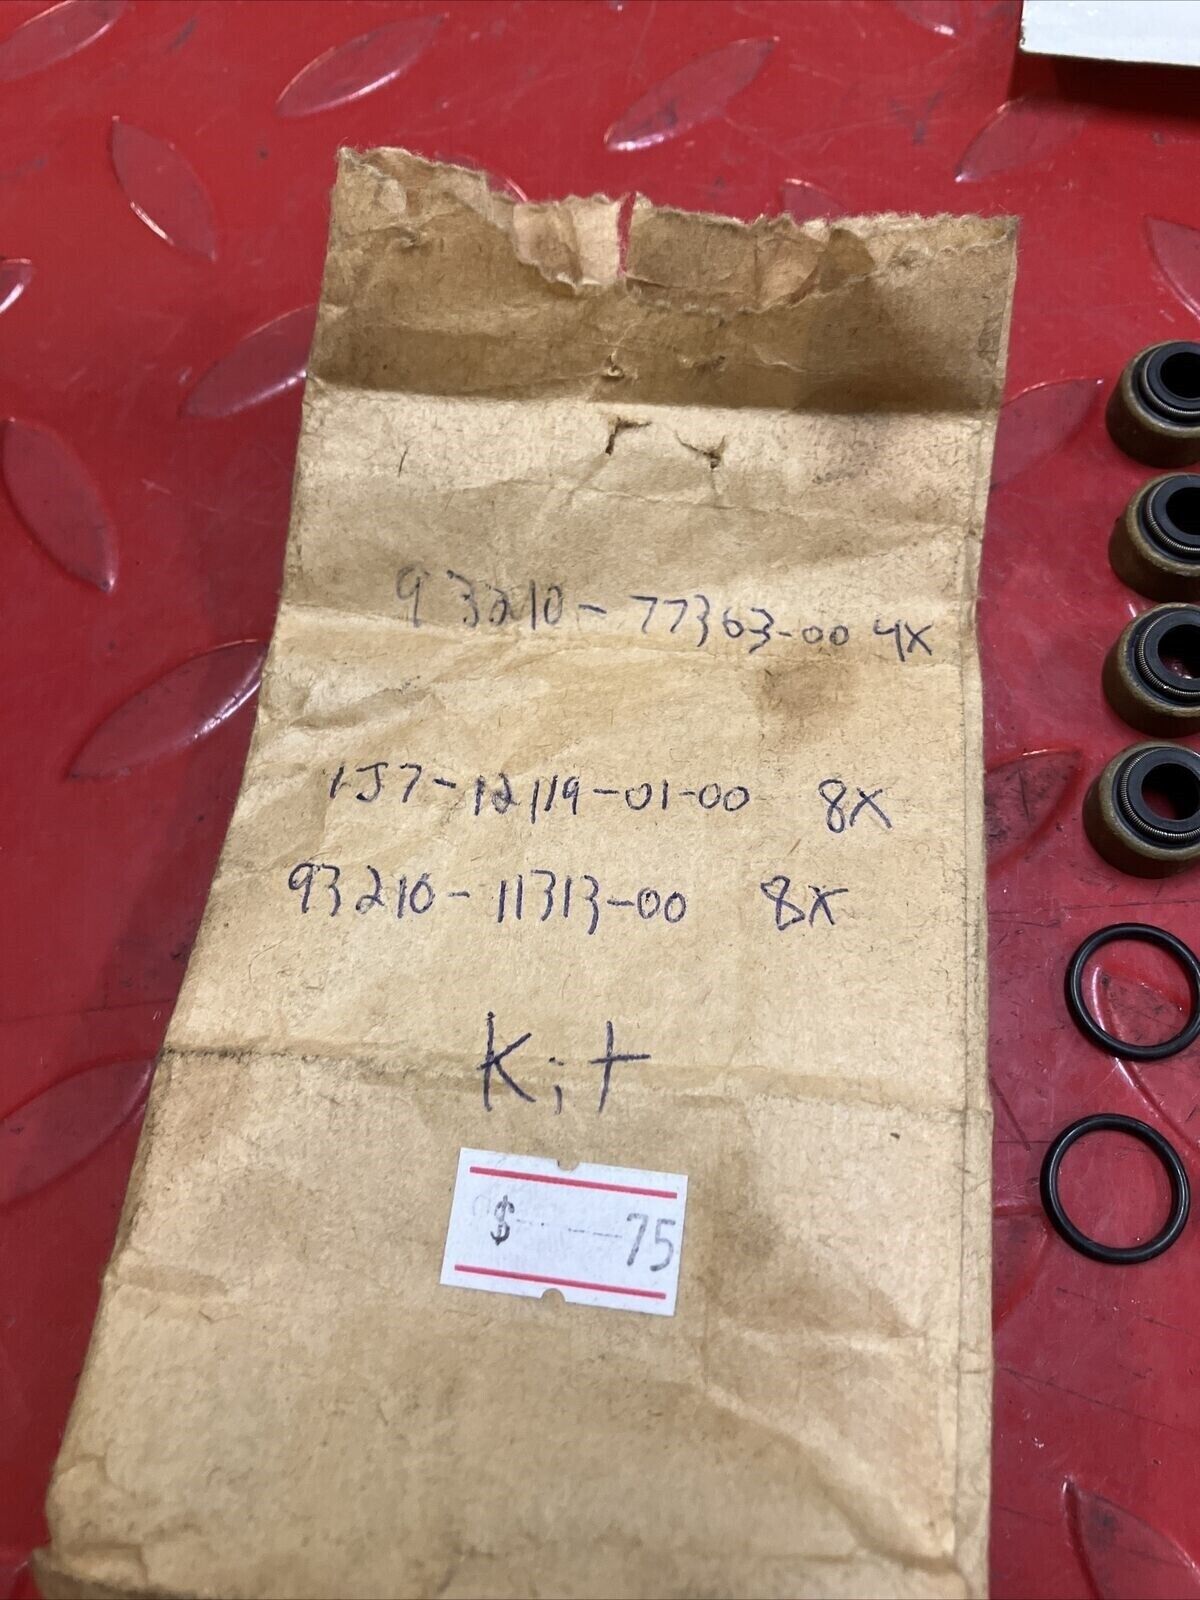 93210-77363-00 4X
1J7-12119-01-00 8X
93210-11313-00 8X
Kit
$ 75